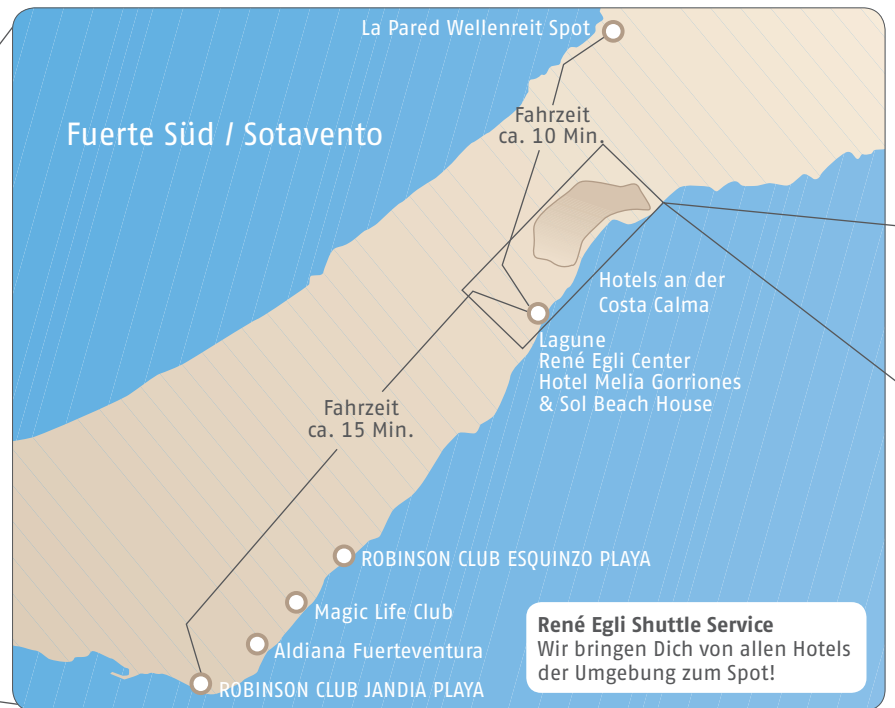 La Pared Wellenreit Spot
Fuerte Süd / Sotavento
Fahrzeit
ca. 10 Min.
Hotels an der
Costa Calma
Lagune
René Egli Center
Hotel Melia Gorriones
& Sol Beach House
Fahrzeit
ca. 15 Min.
ROBINSON CLUB ESQUINZO PLAYA
Magic Life Club
Aldiana Fuerteventura
ROBINSON CLUB JANDIA PLAYA
René Egli Shuttle Service
Wir bringen Dich von allen Hotels
der Umgebung zum Spot!